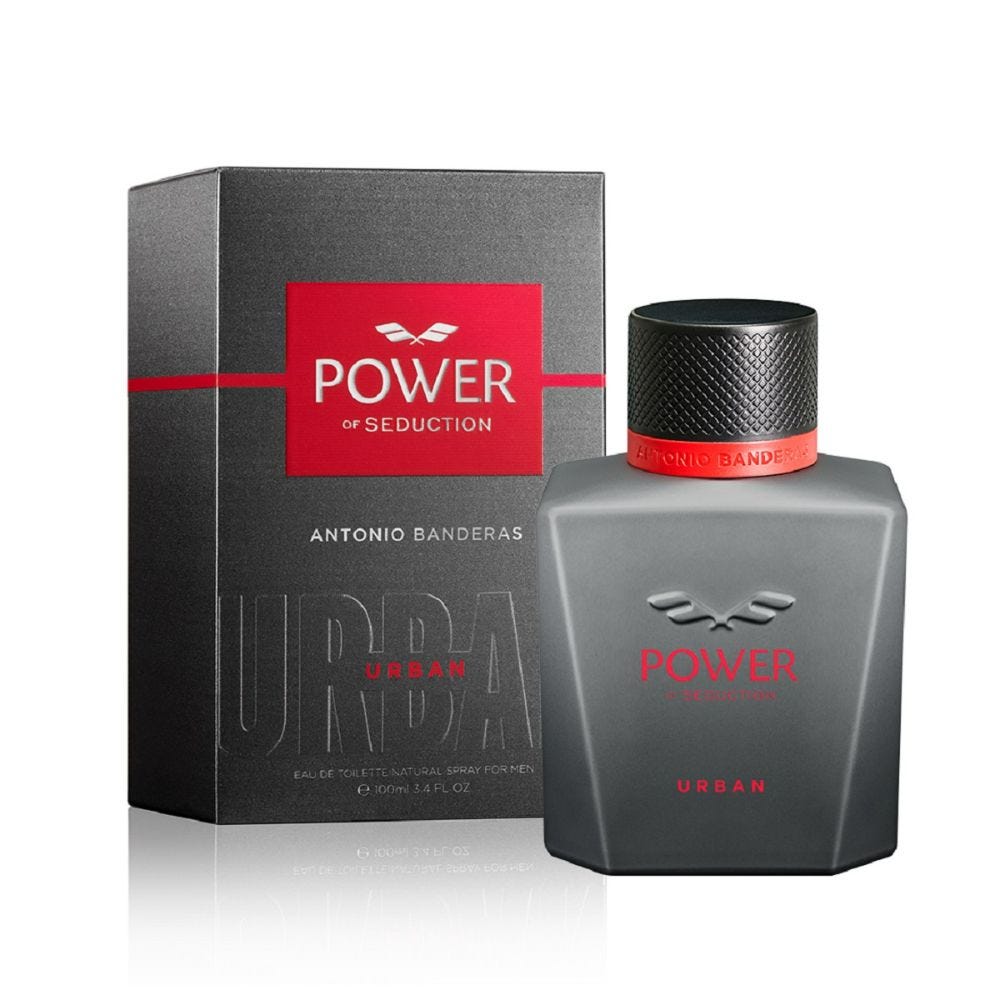 POWER
OF SEDUCTION
ANTONIO BANDERAS
URBA
URBAN
EAU DE TOILETTE NATURAL SPRAY FOR MEN
e 100ml 3.4 FL OZ
ANTONIO BANDERAS
POWER
OF SEDUCTION
URBAN